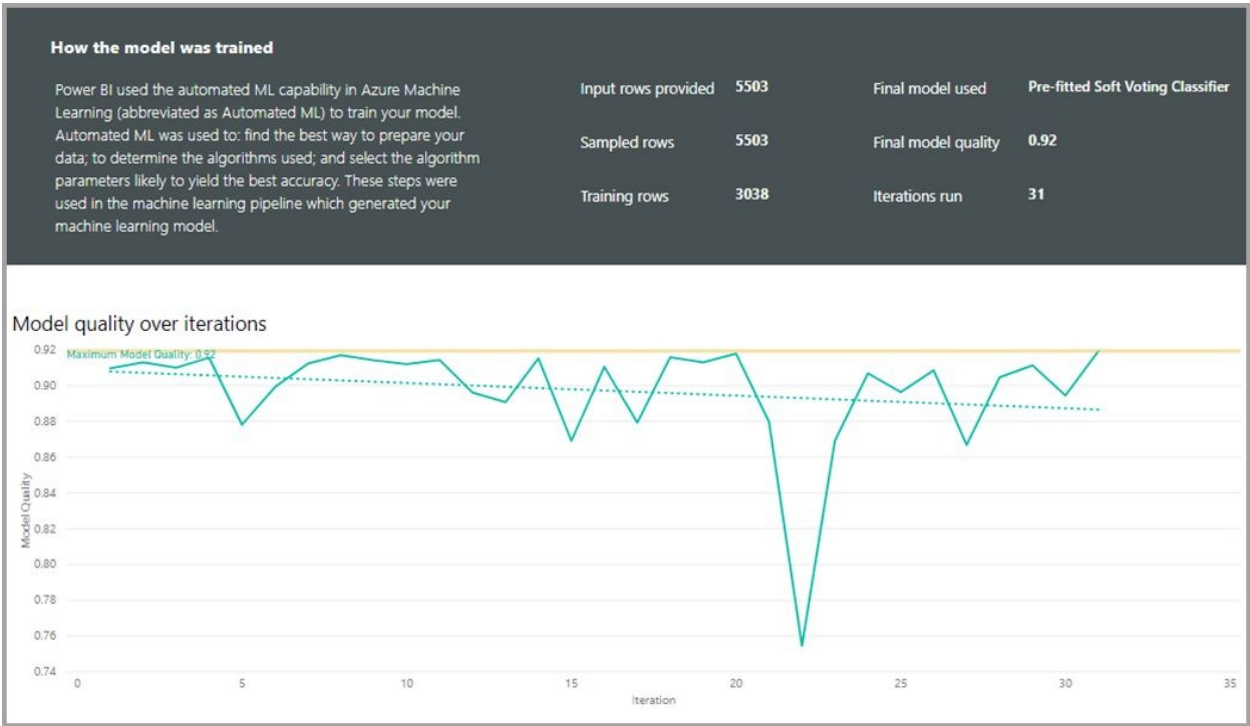 How the model was trained
Power BI used the automated ML capability in Azure Machine
Learning (abbreviated as Automated ML) to train your model.
Automated ML was used to: find the best way to prepare your
data; to determine the algorithms used; and select the algorithm
parameters likely to yield the best accuracy. These steps were
used in the machine learning pipeline which generated your
machine learning model.
Input rows provided 5503
Sampled rows 5503
Training rows 3038
Final model used Pre-fitted Soft Voting Classifier
Final model quality 0.92
Iterations run 31
Model quality over iterations
Maximum Model Quality: 0.92
Model Quality
0.92
0.90
0.88
0.86
0.84
0.82
0.80
0.78
0.76
0.74
0 5 10 15 20 25 30 35
Iteration